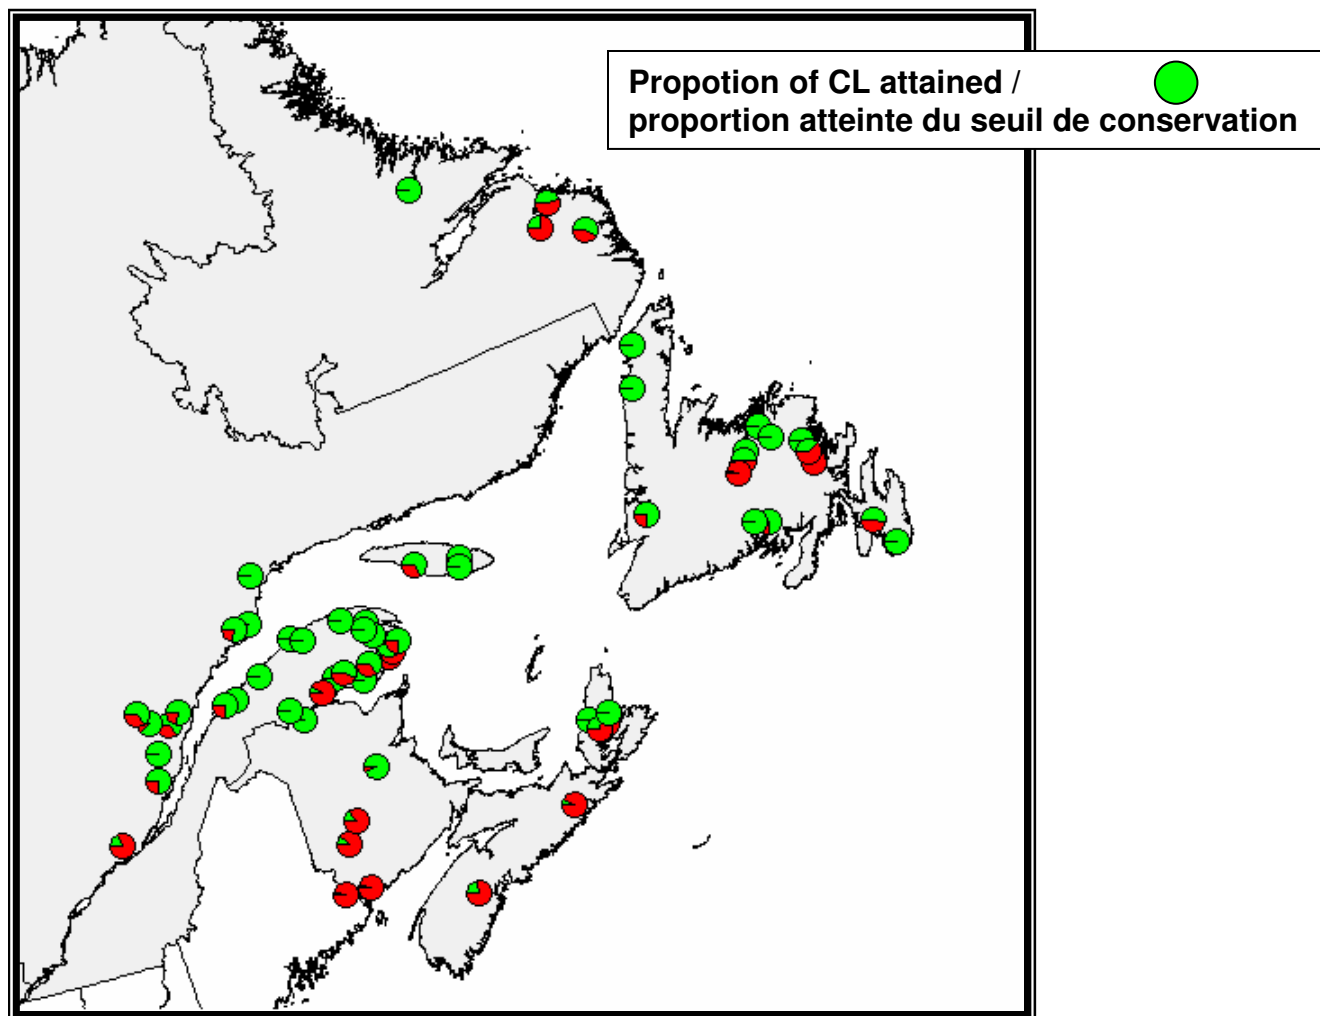 Propotion of CL attained /
proportion atteinte du seuil de conservation